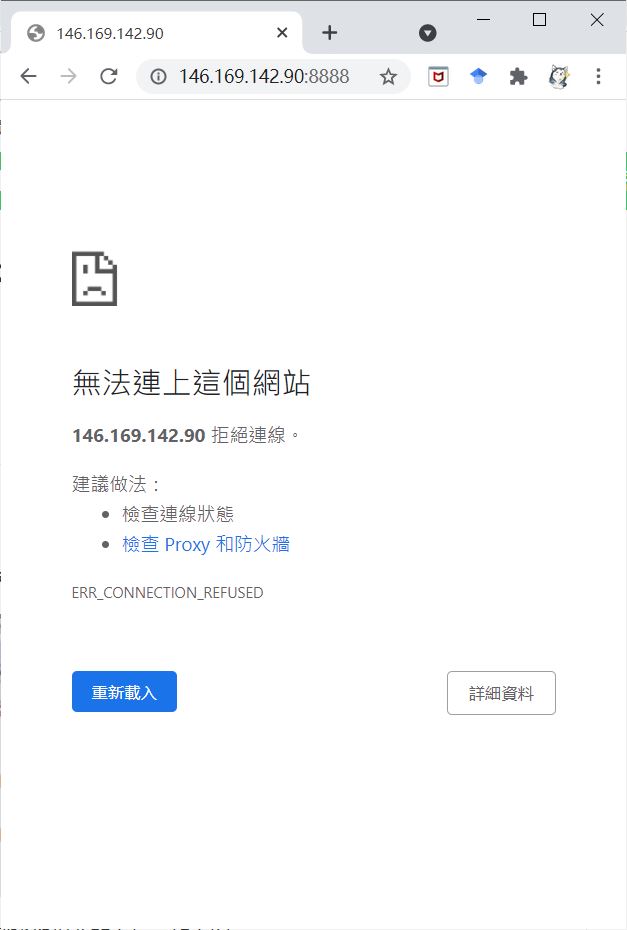 146.169.142.90
146.169.142.90:8888
無法連上這個網站
146.169.142.90 拒絕連線。
建議做法：
檢查連線狀態
檢查 Proxy 和防火牆
ERR_CONNECTION_REFUSED
重新載入
詳細資料